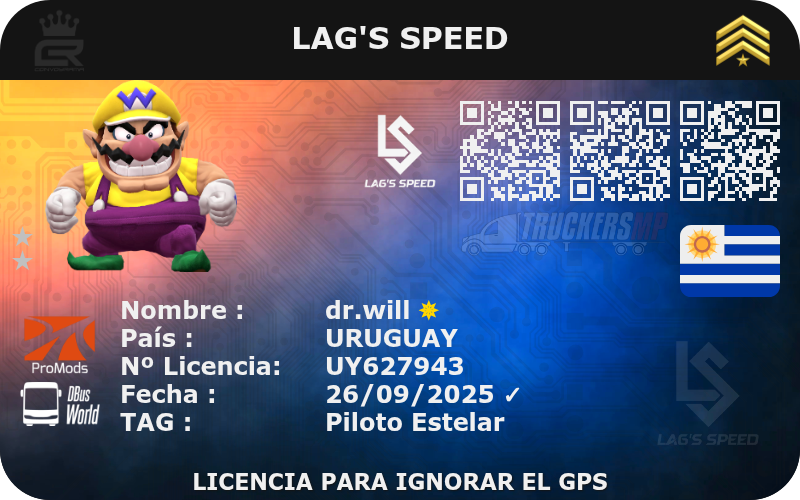 LAG'S SPEED
W
LAG'S SPEED
TRUCKERSMP
Nombre : dr.will
País : URUGUAY
Nº Licencia: UY627943
Fecha : 26/09/2025 ✓
TAG : Piloto Estelar
ProMods
DBus
World
LAG'S SPEED
LICENCIA PARA IGNORAR EL GPS